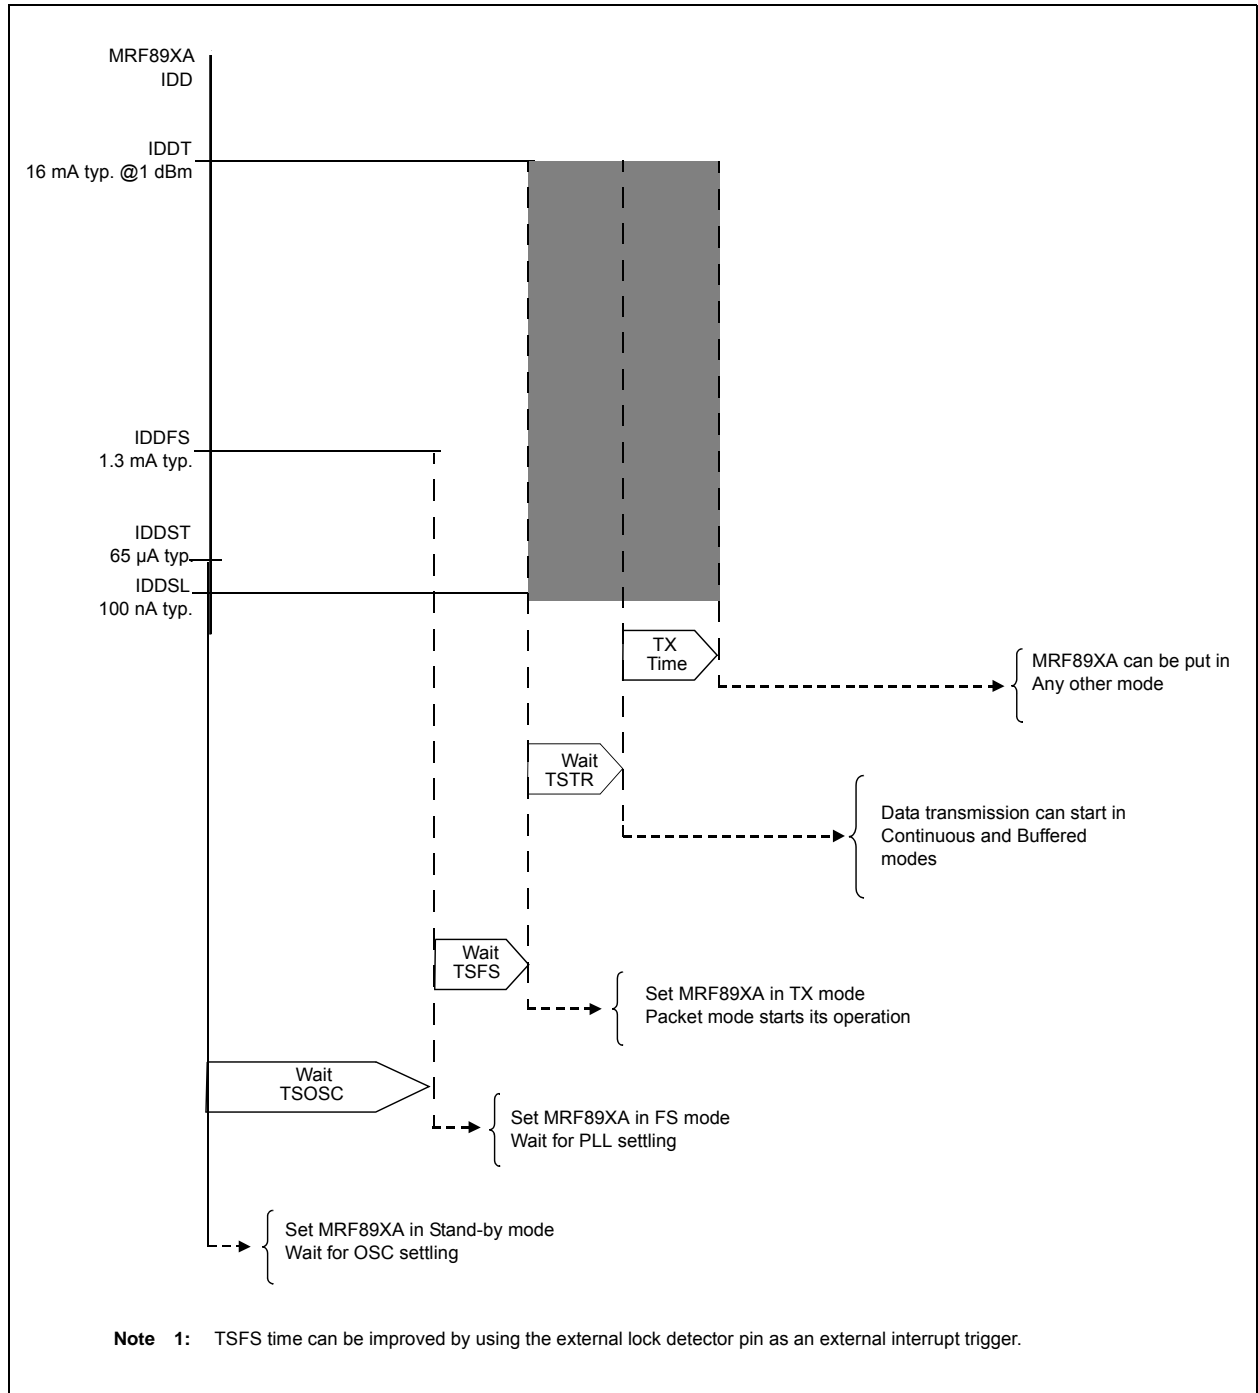 MRF89XA
IDD
IDDT
16 mA typ. @1 dBm
IDDFS
1.3 mA typ.
IDDST
65 µA typ.
IDDSL
100 nA typ.
TX
Time
MRF89XA can be put in
Any other mode
Wait
TSTR
Data transmission can start in
Continuous and Buffered
modes
Wait
TSFS
Set MRF89XA in TX mode
Packet mode starts its operation
Wait
TSOSC
Set MRF89XA in FS mode
Wait for PLL settling
Set MRF89XA in Stand-by mode
Wait for OSC settling
Note 1: TSFS time can be improved by using the external lock detector pin as an external interrupt trigger.